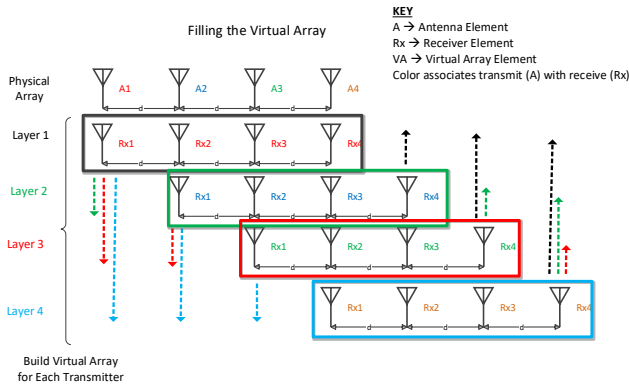 Filling the Virtual Array
KEY
A → Antenna Element
Rx → Receiver Element
VA → Virtual Array Element
Color associates transmit (A) with receive (Rx)
Physical
Array
A1 A2 A3 A4
d d d
Layer 1
Rx1 Rx2 Rx3 Rx4
d d d
Layer 2
Rx1 Rx2 Rx3 Rx4
d d d
Layer 3
Rx1 Rx2 Rx3 Rx4
d d d
Layer 4
Rx1 Rx2 Rx3 Rx4
d d d
Build Virtual Array
for Each Transmitter